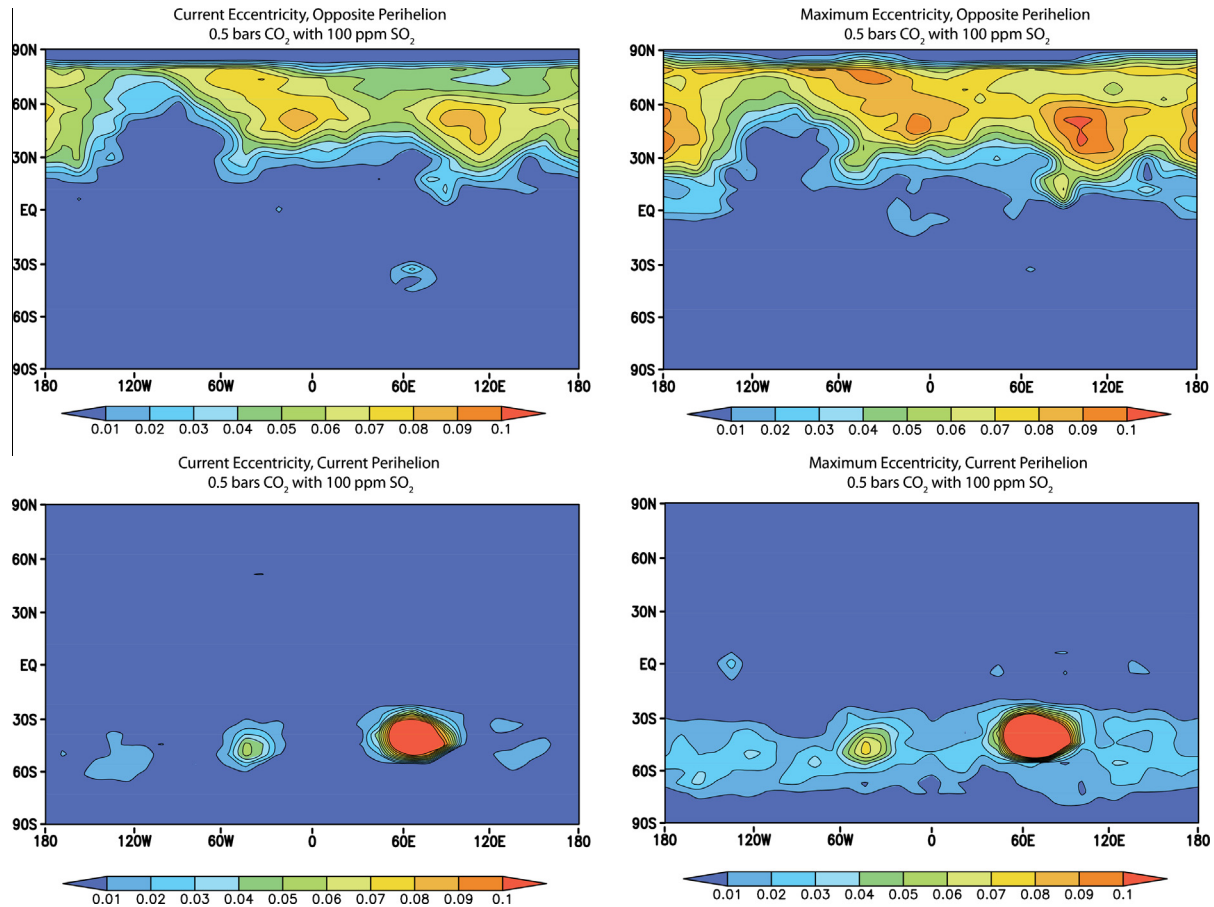 Current Eccentricity, Opposite Perihelion
0.5 bars CO2 with 100 ppm SO2
90N
60N
30N
EQ
30S
60S
90S
180 120W 60W 0 60E 120E 180
0.01 0.02 0.03 0.04 0.05 0.06 0.07 0.08 0.09 0.1
Maximum Eccentricity, Opposite Perihelion
0.5 bars CO2 with 100 ppm SO2
90N
60N
30N
EQ
30S
60S
90S
180 120W 60W 0 60E 120E 180
0.01 0.02 0.03 0.04 0.05 0.06 0.07 0.08 0.09 0.1
Current Eccentricity, Current Perihelion
0.5 bars CO2 with 100 ppm SO2
90N
60N
30N
EQ
30S
60S
90S
180 120W 60W 0 60E 120E 180
0.01 0.02 0.03 0.04 0.05 0.06 0.07 0.08 0.09 0.1
Maximum Eccentricity, Current Perihelion
0.5 bars CO2 with 100 ppm SO2
90N
60N
30N
EQ
30S
60S
90S
180 120W 60W 0 60E 120E 180
0.01 0.02 0.03 0.04 0.05 0.06 0.07 0.08 0.09 0.1